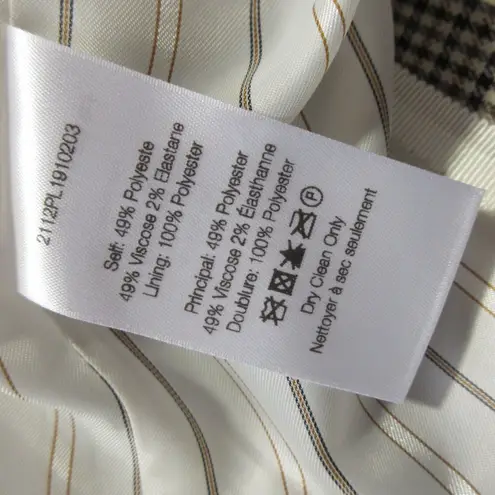 2112PL1910203
Self: 49% Polyeste
49% Viscose 2% Elastane
Lining: 100% Polyester
Principal: 49% Polyester
49% Viscose 2% Élasthanne
Doublure: 100% Polyester
P
Dry Clean Only
Nettoyer à sec seulement